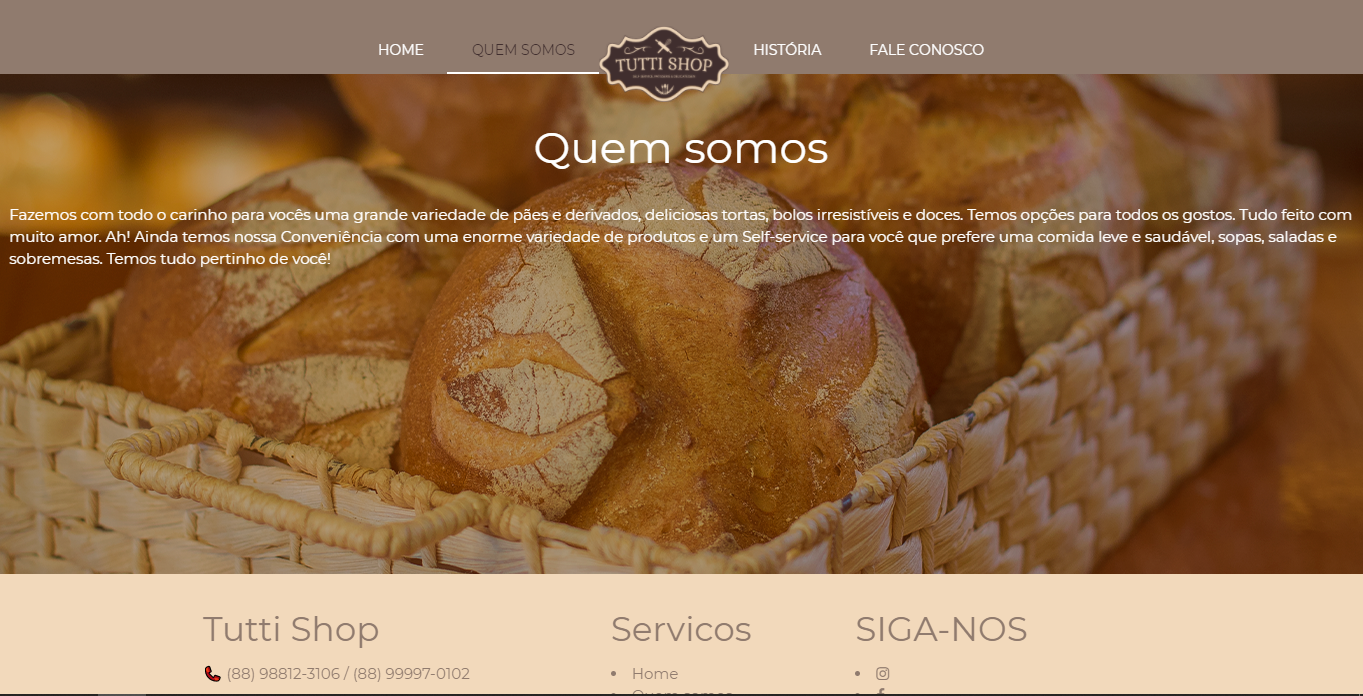 HOME QUEM SOMOS TUTTI SHOP HISTÓRIA FALE CONOSCO
Quem somos
Fazemos com todo o carinho para vocês uma grande variedade de pães e derivados, deliciosas tortas, bolos irresistíveis e doces. Temos opções para todos os gostos. Tudo feito com
muito amor. Ah! Ainda temos nossa Conveniência com uma enorme variedade de produtos e um Self-service para você que prefere uma comida leve e saudável, sopas, saladas e
sobremesas. Temos tudo pertinho de você!
Tutti Shop Servicos SIGA-NOS
(88) 98812-3106 / (88) 99997-0102 Home
Quem somos